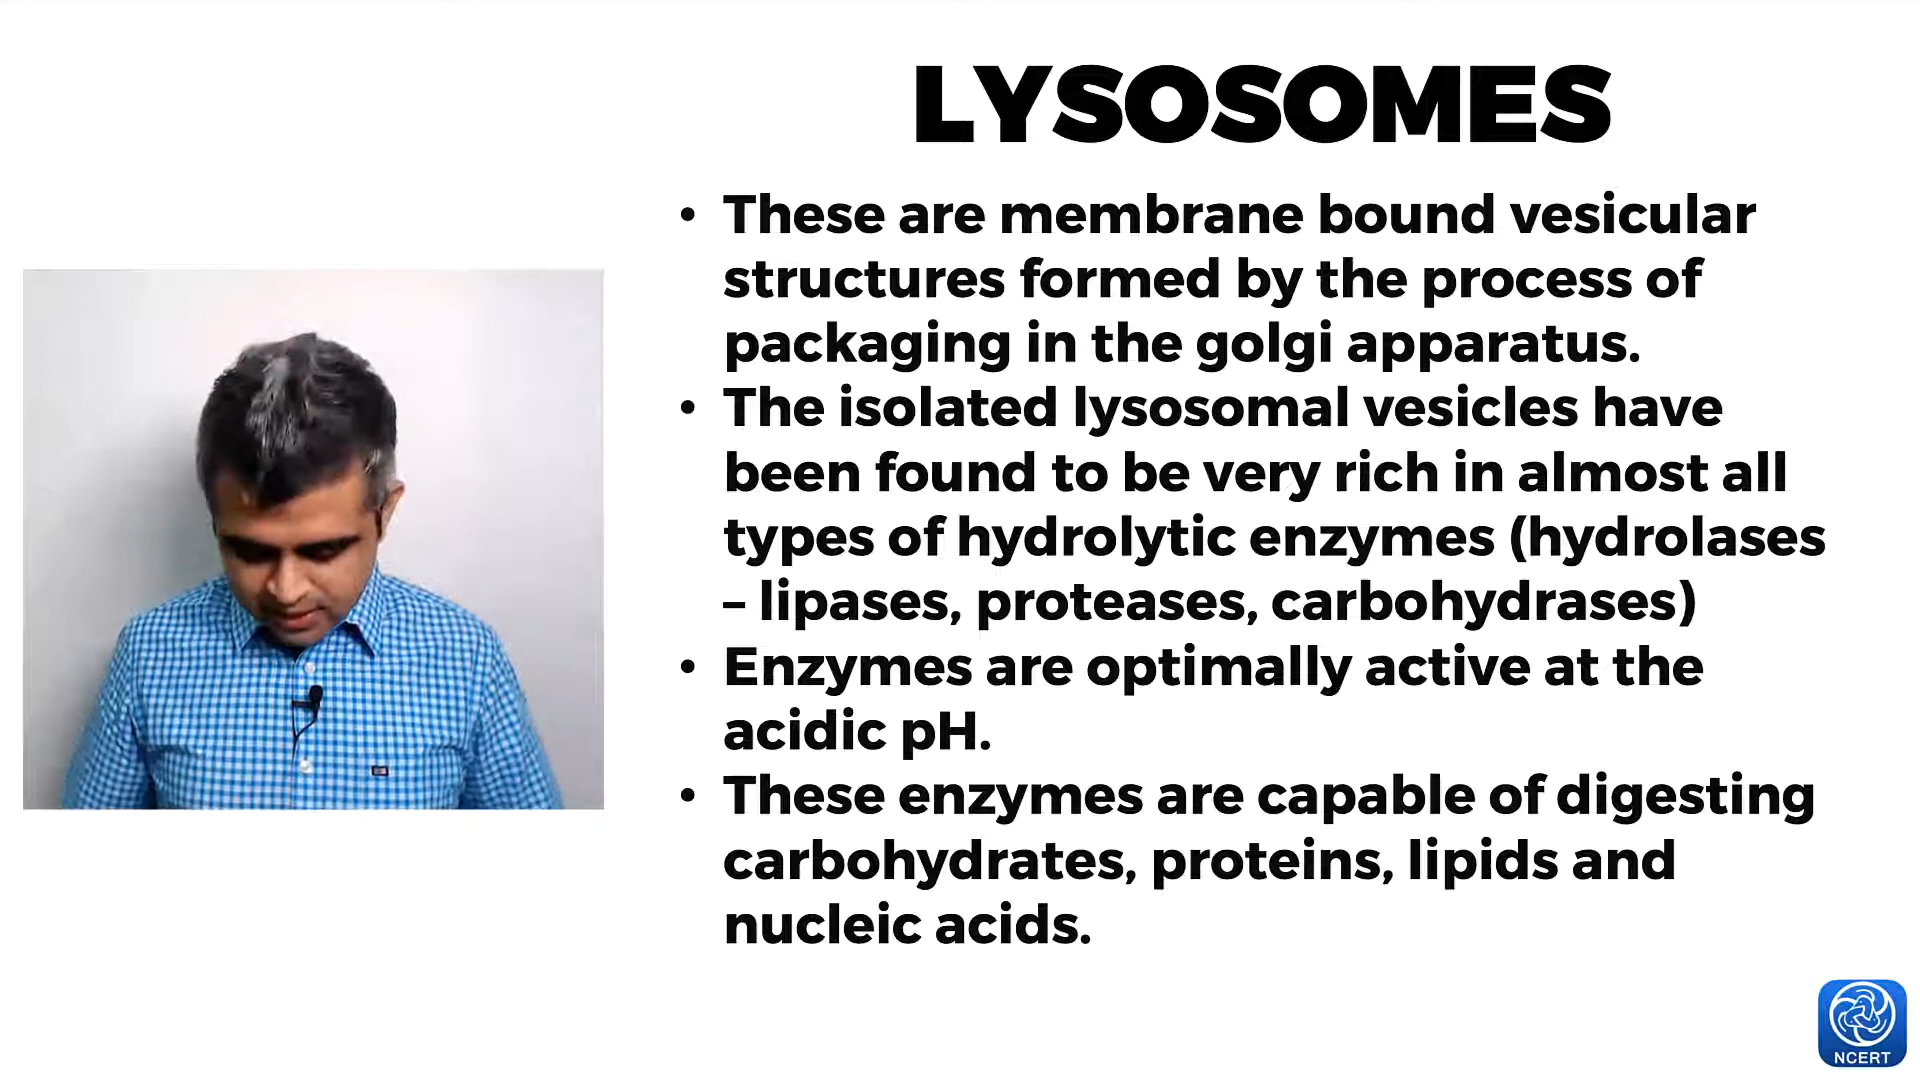 LYSOSOMES
• These are membrane bound vesicular
structures formed by the process of
packaging in the golgi apparatus.
• The isolated lysosomal vesicles have
been found to be very rich in almost all
types of hydrolytic enzymes (hydrolases
– lipases, proteases, carbohydrases)
• Enzymes are optimally active at the
acidic pH.
• These enzymes are capable of digesting
carbohydrates, proteins, lipids and
nucleic acids.
NCERT